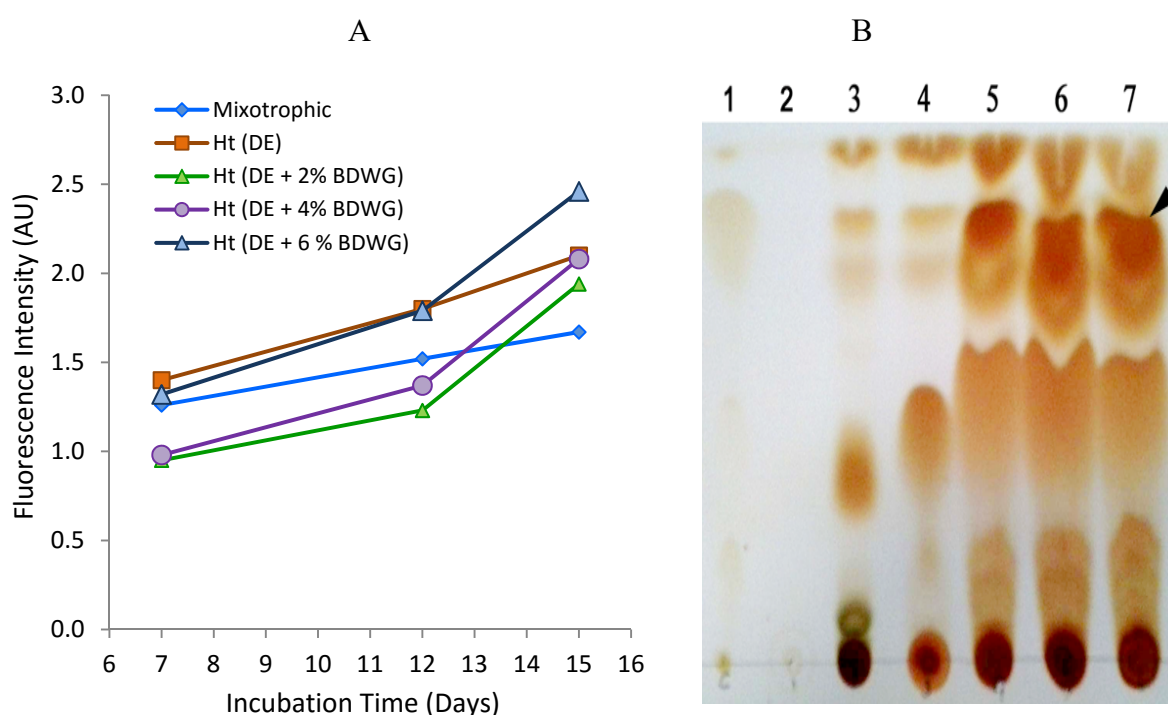 A
B
3.0
2.5
2.0
1.5
1.0
0.5
0.0
Fluorescence Intensity (AU)
Mixotrophic
Ht (DE)
Ht (DE + 2% BDWG)
Ht (DE + 4% BDWG)
Ht (DE + 6 % BDWG)
6 7 8 9 10 11 12 13 14 15 16
Incubation Time (Days)
1 2 3 4 5 6 7